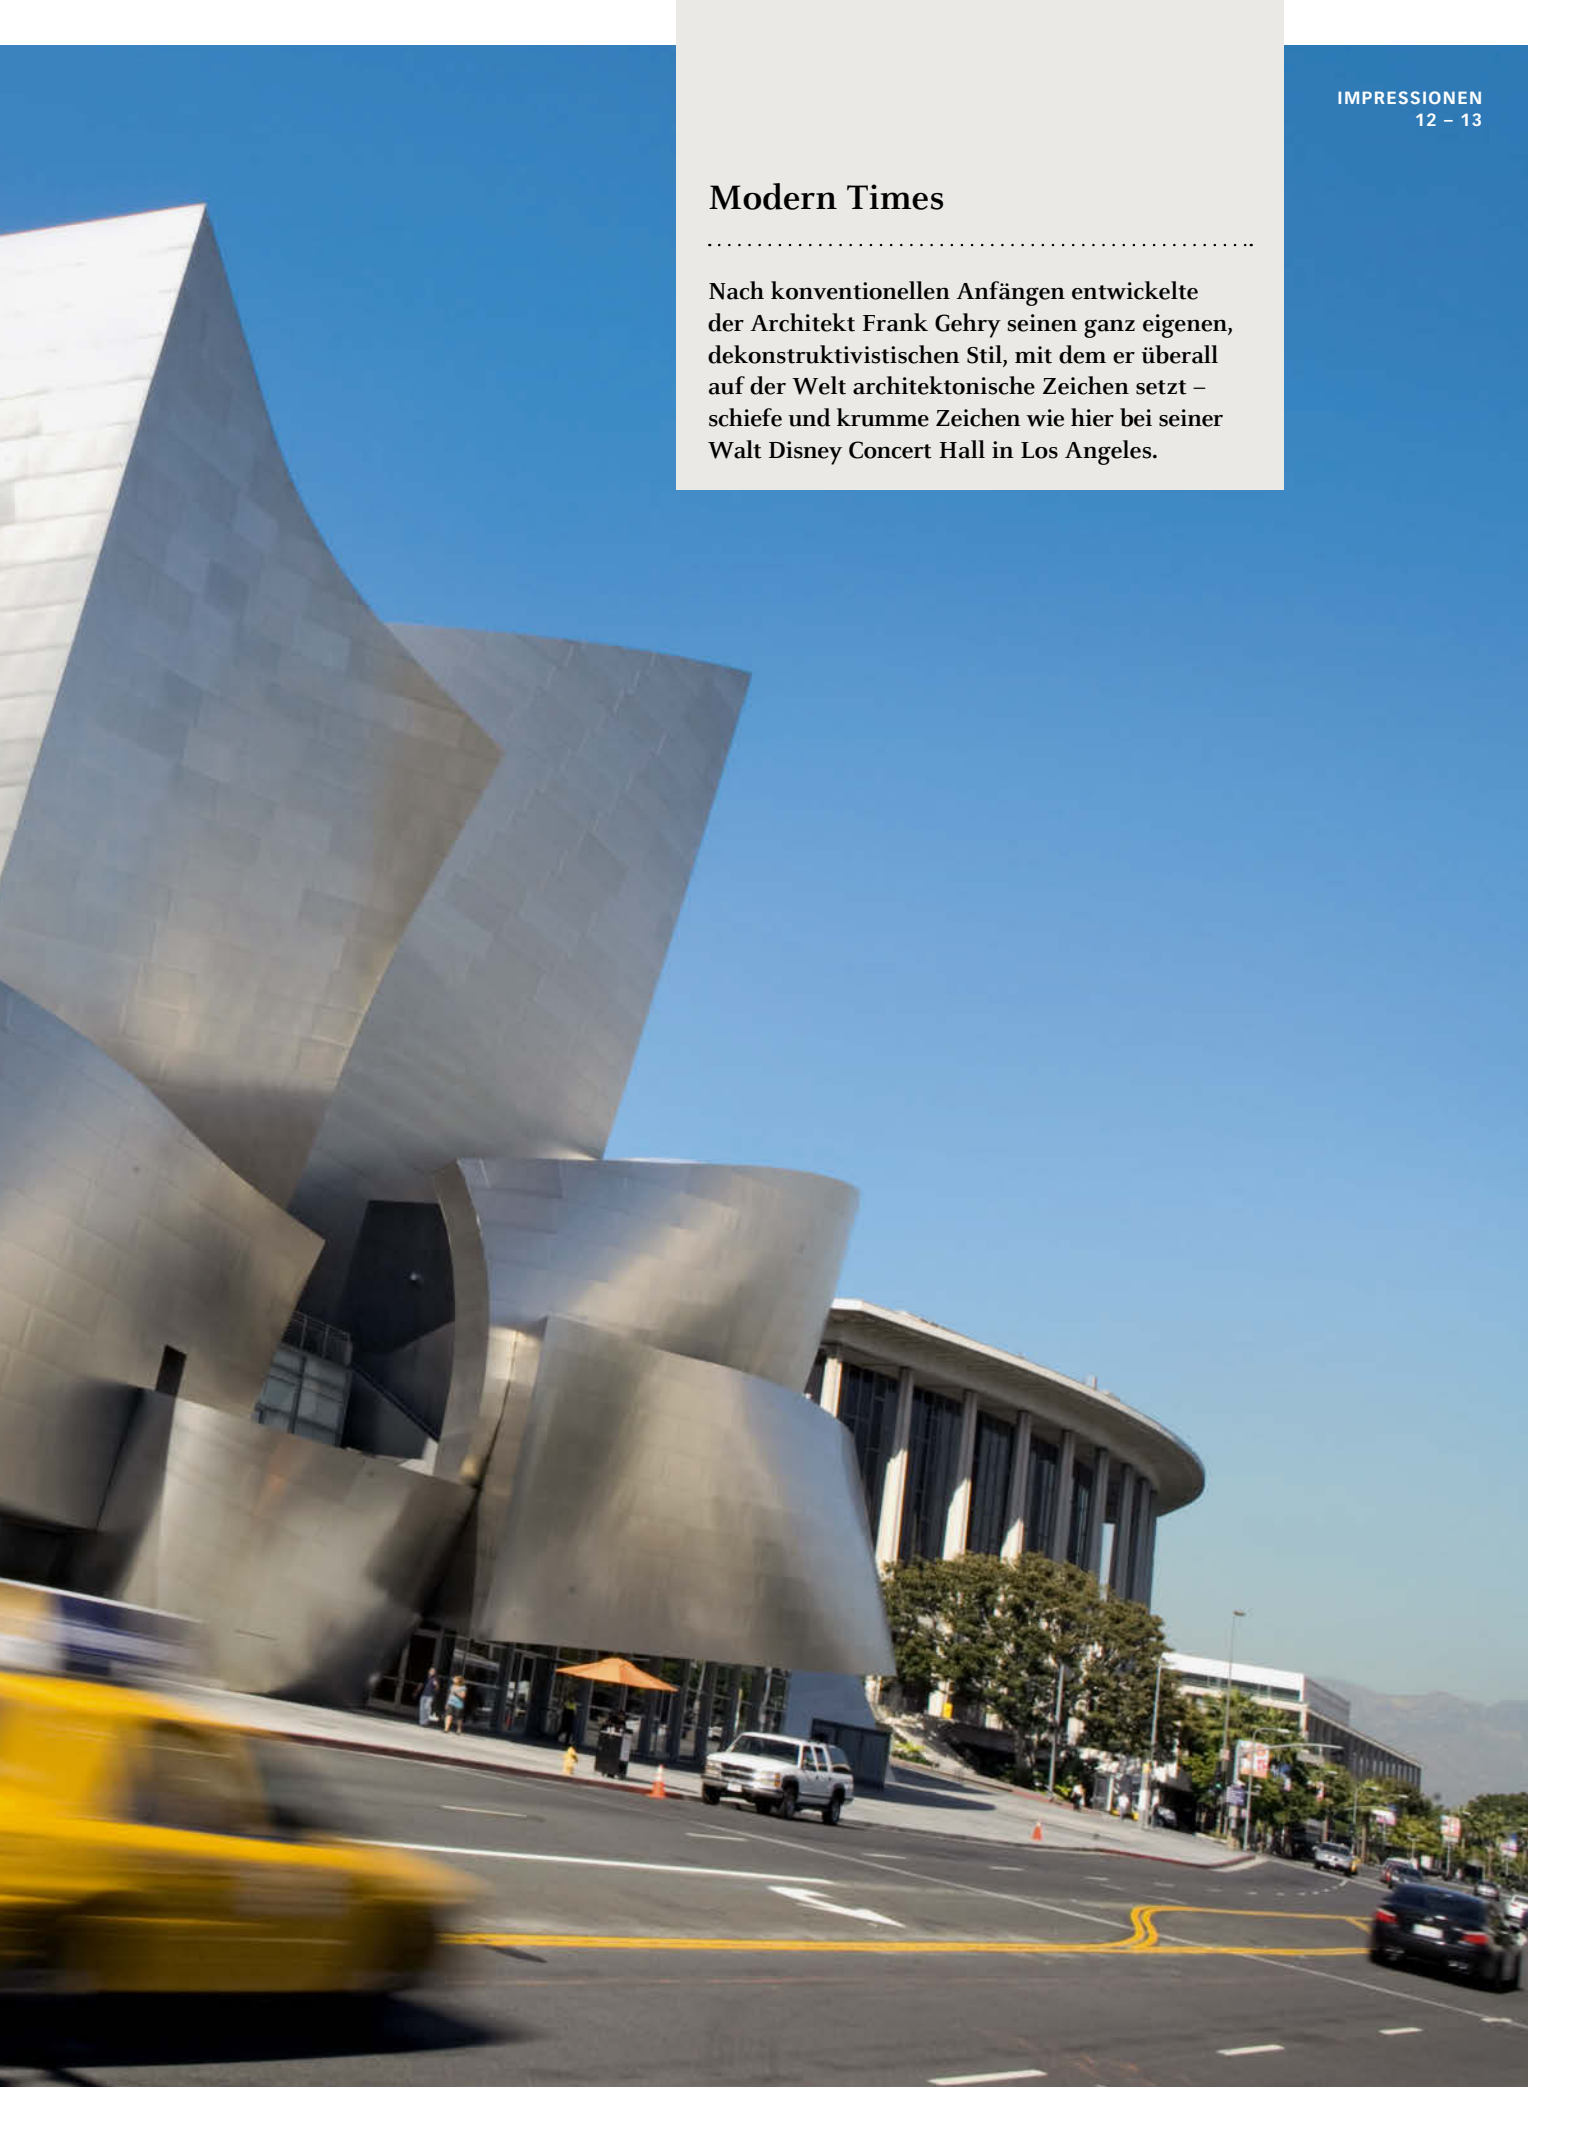 IMPRESSIONEN
12 – 13
Modern Times
Nach konventionellen Anfängen entwickelte
der Architekt Frank Gehry seinen ganz eigenen,
dekonstruktivistischen Stil, mit dem er überall
auf der Welt architektonische Zeichen setzt –
schiefe und krumme Zeichen wie hier bei seiner
Walt Disney Concert Hall in Los Angeles.